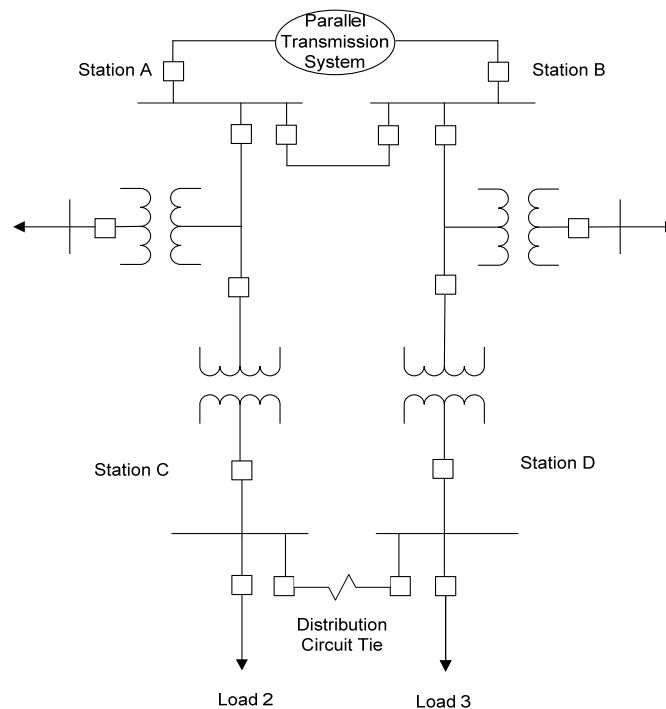 Parallel
Transmission
System
Station A
Station B
Station C
Station D
Distribution
Circuit Tie
Load 2
Load 3